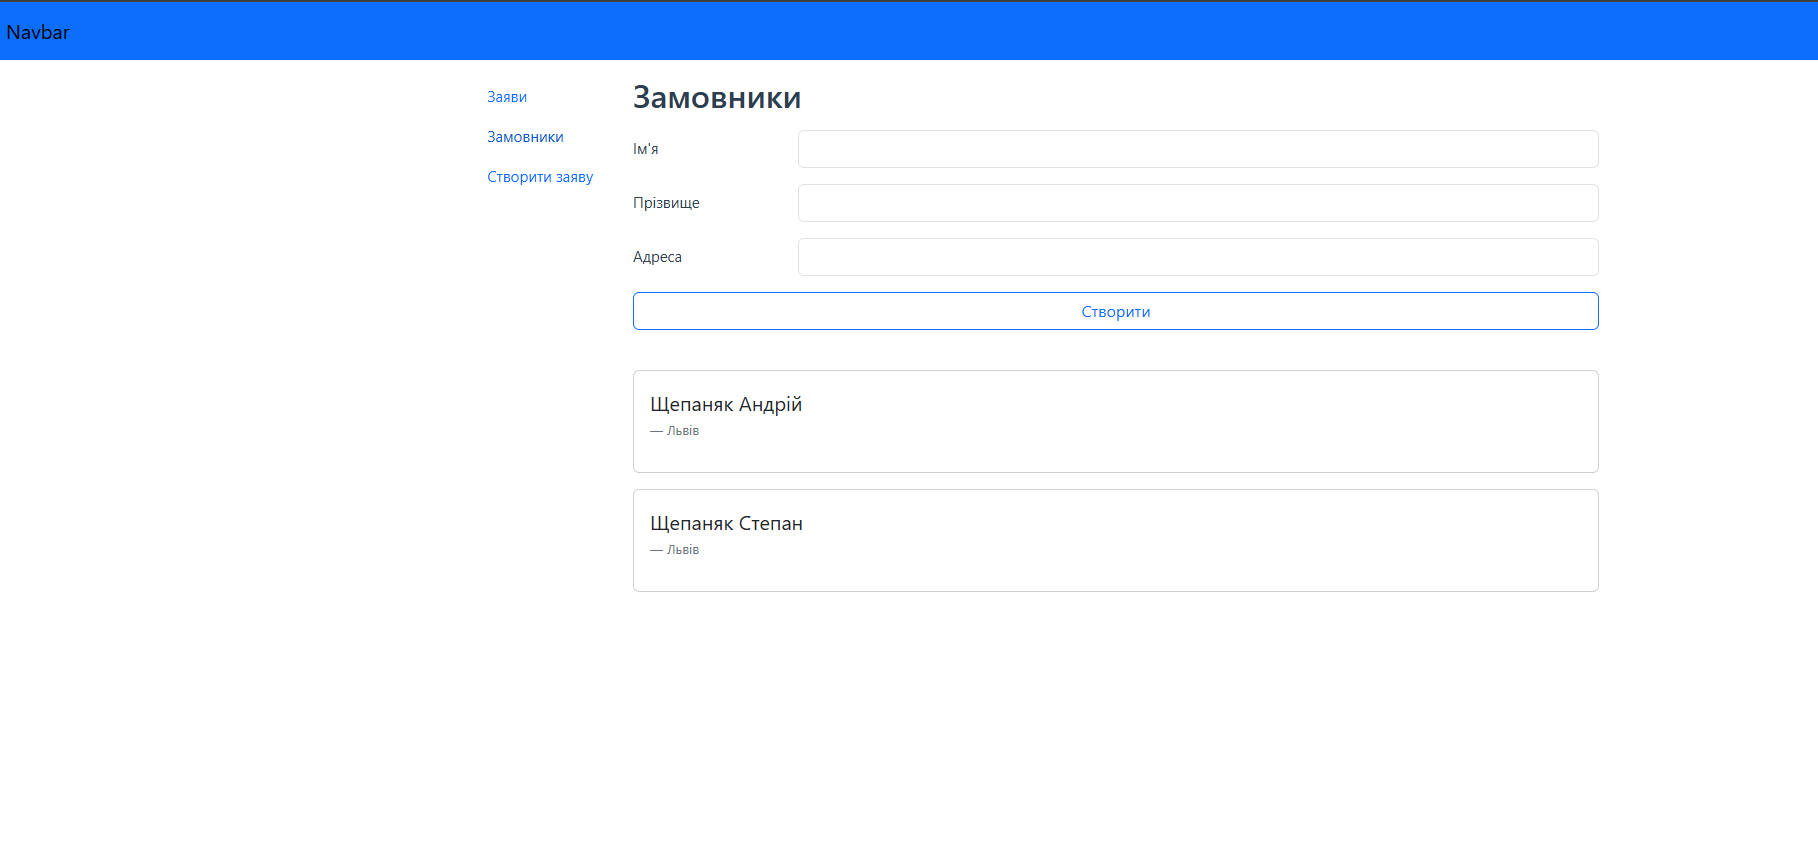 Navbar
Заяви
Замовники
Створити заяву
Замовники
Ім'я
Прізвище
Адреса
Створити
Щепаняк Андрій
— Львів
Щепаняк Степан
— Львів